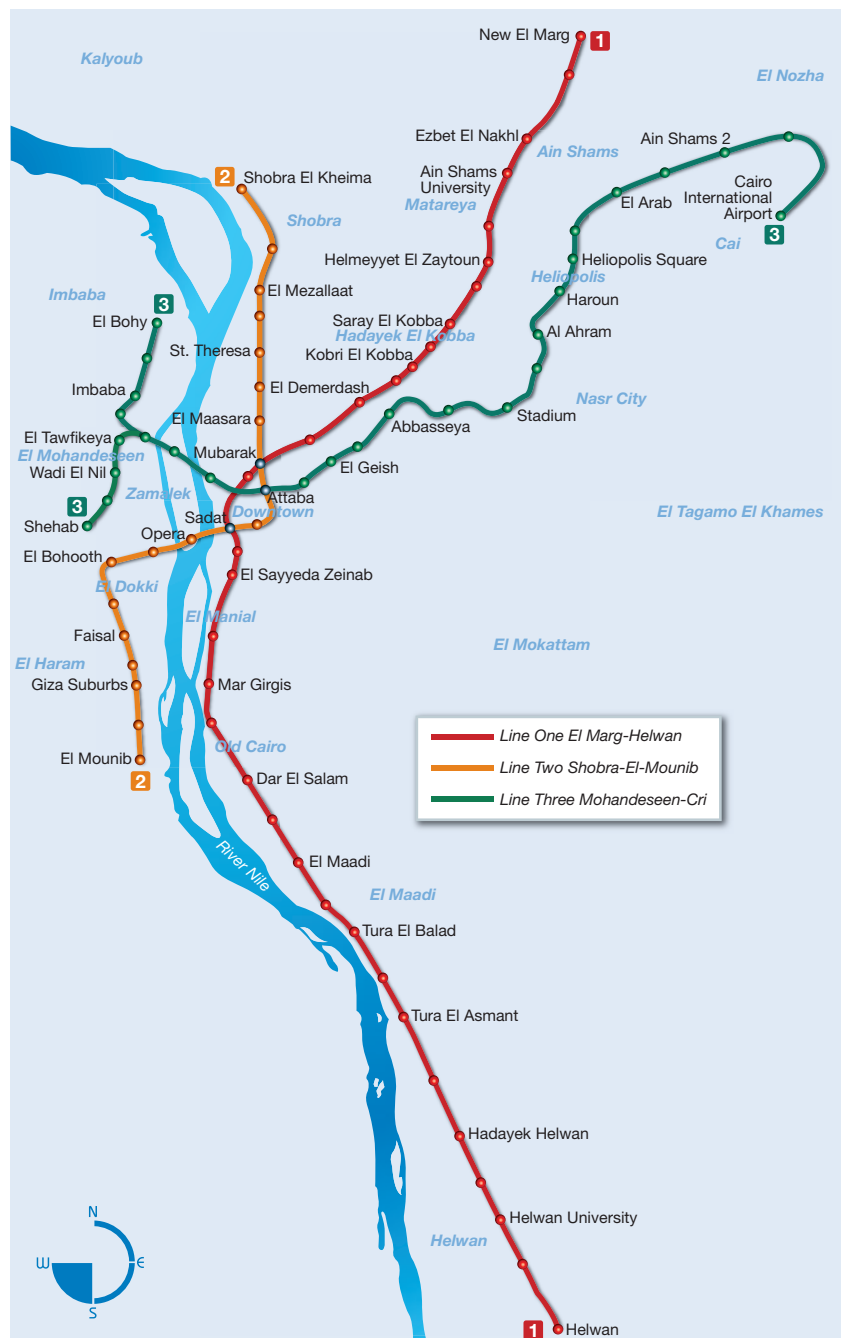 New El Marg
1
Kalyoub
El Nozha
Ezbet El Nakhl
Ain Shams 2
Ain Shams
Ain Shams
University
Cairo
International
Airport
3
2
Shobra El Kheima
El Arab
Matareya
Shobra
Cai
Helmeyyet El Zaytoun
Heliopolis Square
Heliopolis
El Mezallaat
Imbaba
3
Haroun
El Bohy
Saray El Kobba
Hadayek El Kobba
Al Ahram
St. Theresa
Kobri El Kobba
Imbaba
El Demerdash
Nasr City
El Maasara
Abbasseya
Stadium
El Tawfikeya
El Mohandeseen
Mubarak
El Geish
Wadi El Nil
Zamalek
Attaba
3
Shehab
Sadat
Downtown
El Tagamo El Khames
Opera
El Bohooth
El Sayyeda Zeinab
El Dokki
El Manial
Faisal
El Mokattam
El Haram
Giza Suburbs
Mar Girgis
El Mounib
2
Old Cairo
Line One El Marg-Helwan
Line Two Shobra-El-Mounib
Line Three Mohandeseen-Cri
Dar El Salam
River Nile
El Maadi
El Maadi
Tura El Balad
Tura El Asmant
Hadayek Helwan
Helwan University
Helwan
N
W
E
S
1
Helwan